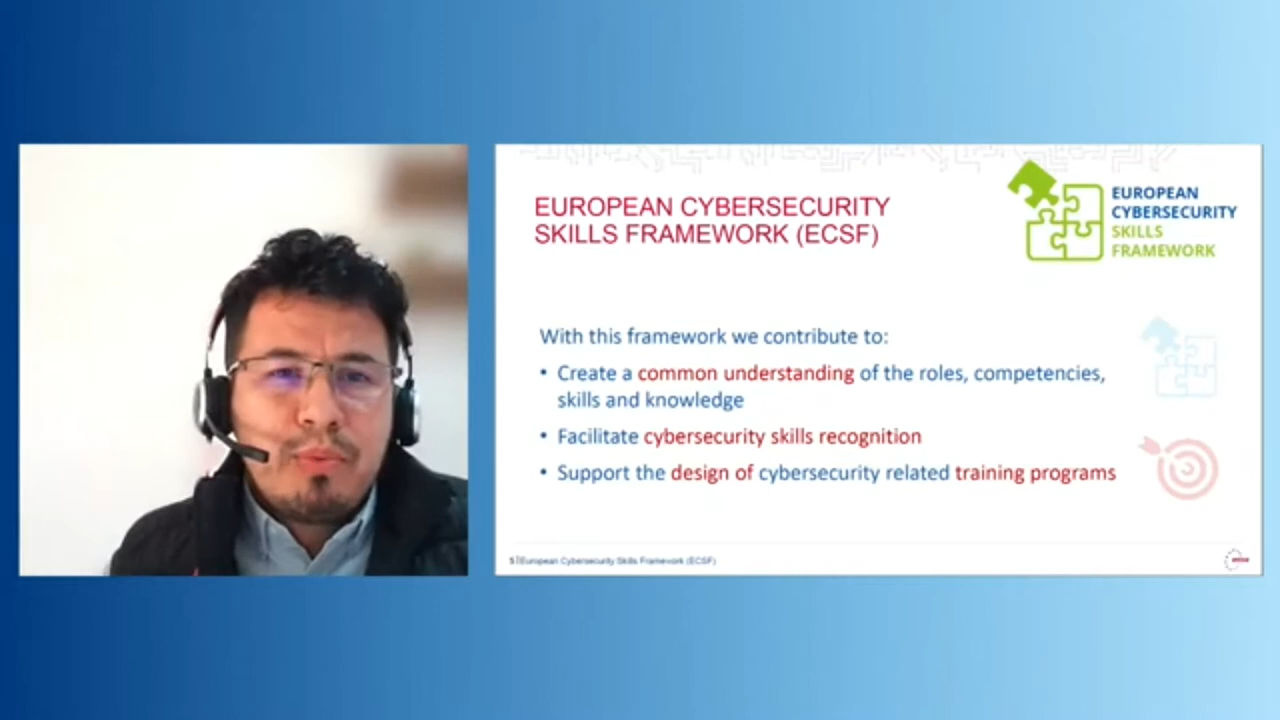 EUROPEAN CYBERSECURITY
SKILLS FRAMEWORK (ECSF)
EUROPEAN
CYBERSECURITY
SKILLS
FRAMEWORK
With this framework we contribute to:
• Create a common understanding of the roles, competencies,
skills and knowledge
• Facilitate cybersecurity skills recognition
• Support the design of cybersecurity related training programs
5 | European Cybersecurity Skills Framework (ECSF)